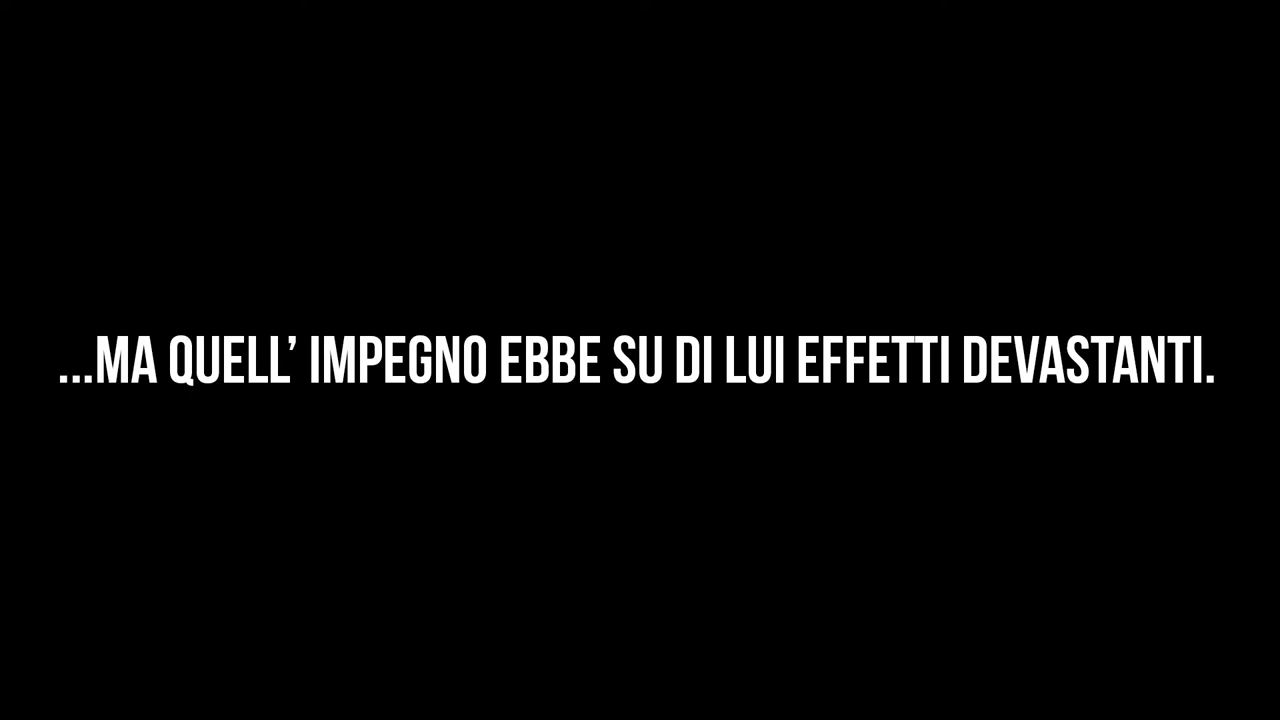 ...MA QUELL’ IMPEGNO EBBE SU DI LUI EFFETTI DEVASTANTI.